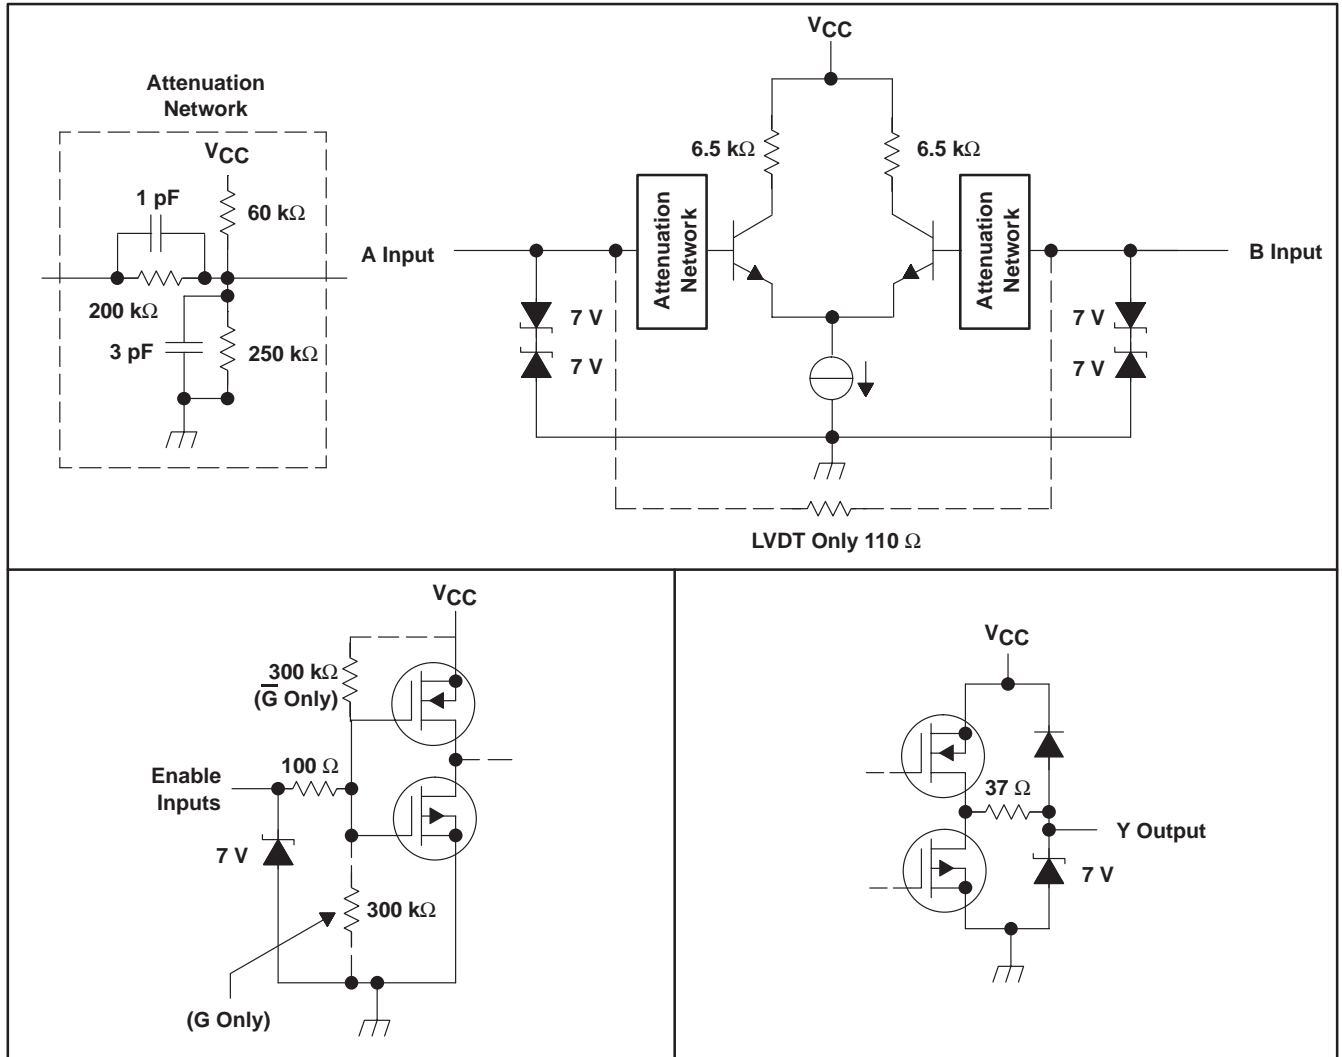 VCC
Attenuation
Network
VCC
1 pF
60 kΩ
200 kΩ
3 pF
250 kΩ
6.5 kΩ
6.5 kΩ
A Input
Attenuation
Network
Attenuation
Network
B Input
7 V
7 V
7 V
7 V
LVDT Only 110 Ω
VCC
300 kΩ
(G̅ Only)
100 Ω
Enable
Inputs
7 V
300 kΩ
(G Only)
VCC
37 Ω
Y Output
7 V